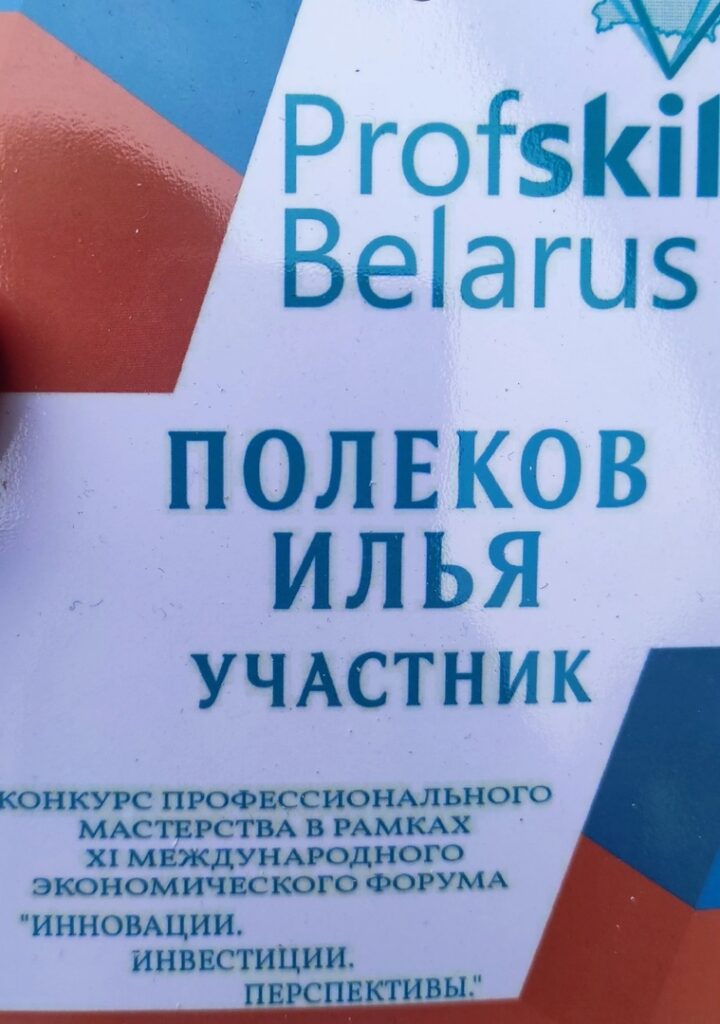 Profskil
Belarus
ПОЛЕКОВ
ИЛЬЯ
УЧАСТНИК
КОНКУРС ПРОФЕССИОНАЛЬНОГО
МАСТЕРСТВА В РАМКАХ
XI МЕЖДУНАРОДНОГО
ЭКОНОМИЧЕСКОГО ФОРУМА
"ИННОВАЦИИ.
ИНВЕСТИЦИИ.
ПЕРСПЕКТИВЫ."